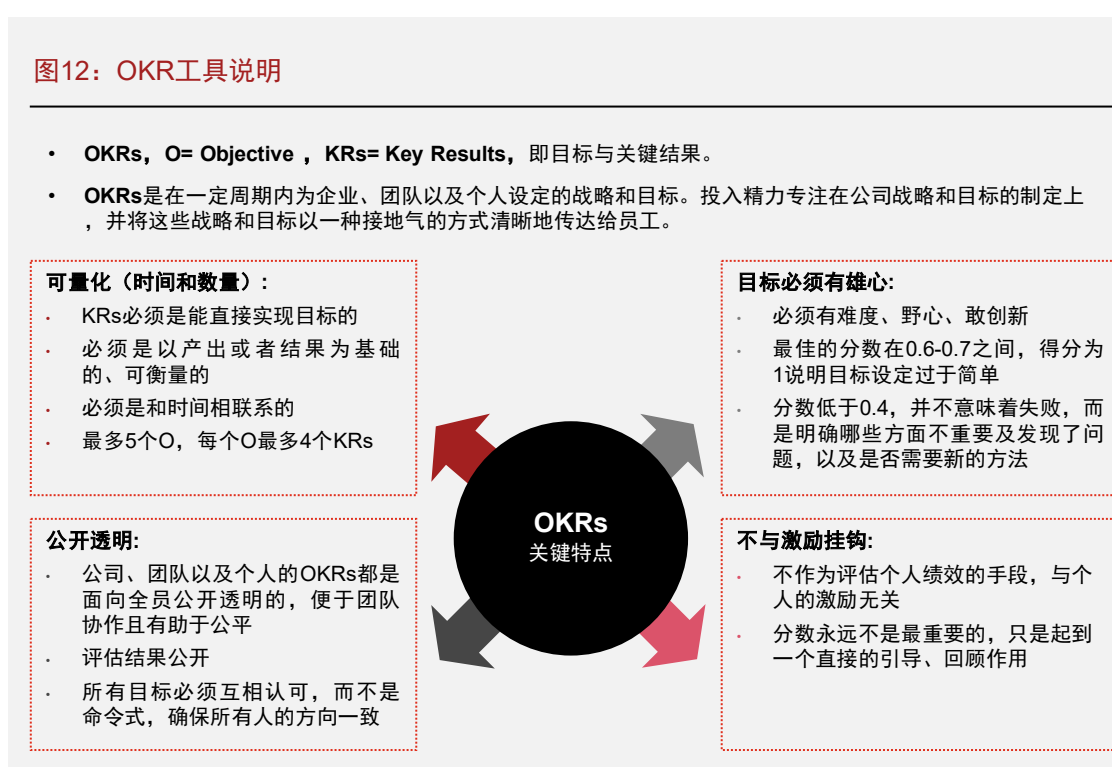 图12：OKR工具说明
• OKRs，O= Objective ，KRs= Key Results，即目标与关键结果。
• OKRs是在一定周期内为企业、团队以及个人设定的战略和目标。投入精力专注在公司战略和目标的制定上
，并将这些战略和目标以一种接地气的方式清晰地传达给员工。
可量化（时间和数量）:
• KRs必须是能直接实现目标的
• 必须是以产出或者结果为基础
的、可衡量的
• 必须是和时间相联系的
• 最多5个O，每个O最多4个KRs
目标必须有雄心:
• 必须有难度、野心、敢创新
• 最佳的分数在0.6-0.7之间，得分为
1说明目标设定过于简单
• 分数低于0.4，并不意味着失败，而
是明确哪些方面不重要及发现了问
题，以及是否需要新的方法
OKRs
关键特点
公开透明:
• 公司、团队以及个人的OKRs都是
面向全员公开透明的，便于团队
协作且有助于公平
• 评估结果公开
• 所有目标必须互相认可，而不是
命令式，确保所有人的方向一致
不与激励挂钩:
• 不作为评估个人绩效的手段，与个
人的激励无关
• 分数永远不是最重要的，只是起到
一个直接的引导、回顾作用